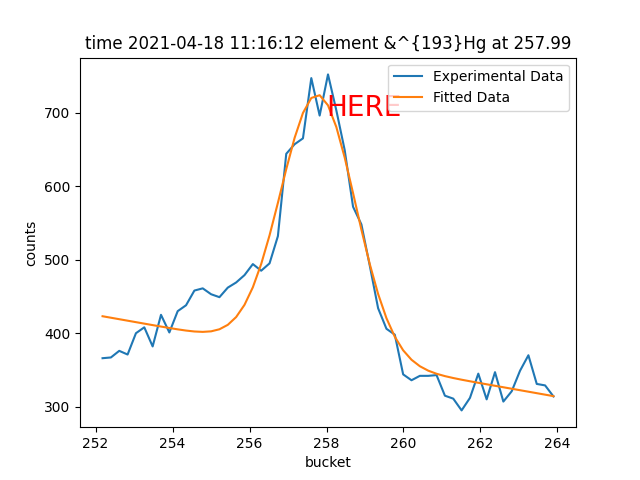 time 2021-04-18 11:16:12 element &^{193}Hg at 257.99
Experimental Data
Fitted Data
HERE
700
600
500
400
300
counts
252 254 256 258 260 262 264
bucket